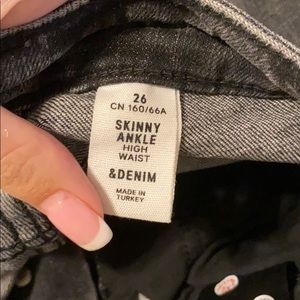 26
CN 160/66A
SKINNY
ANKLE
HIGH
WAIST
&DENIM
MADE IN
TURKEY